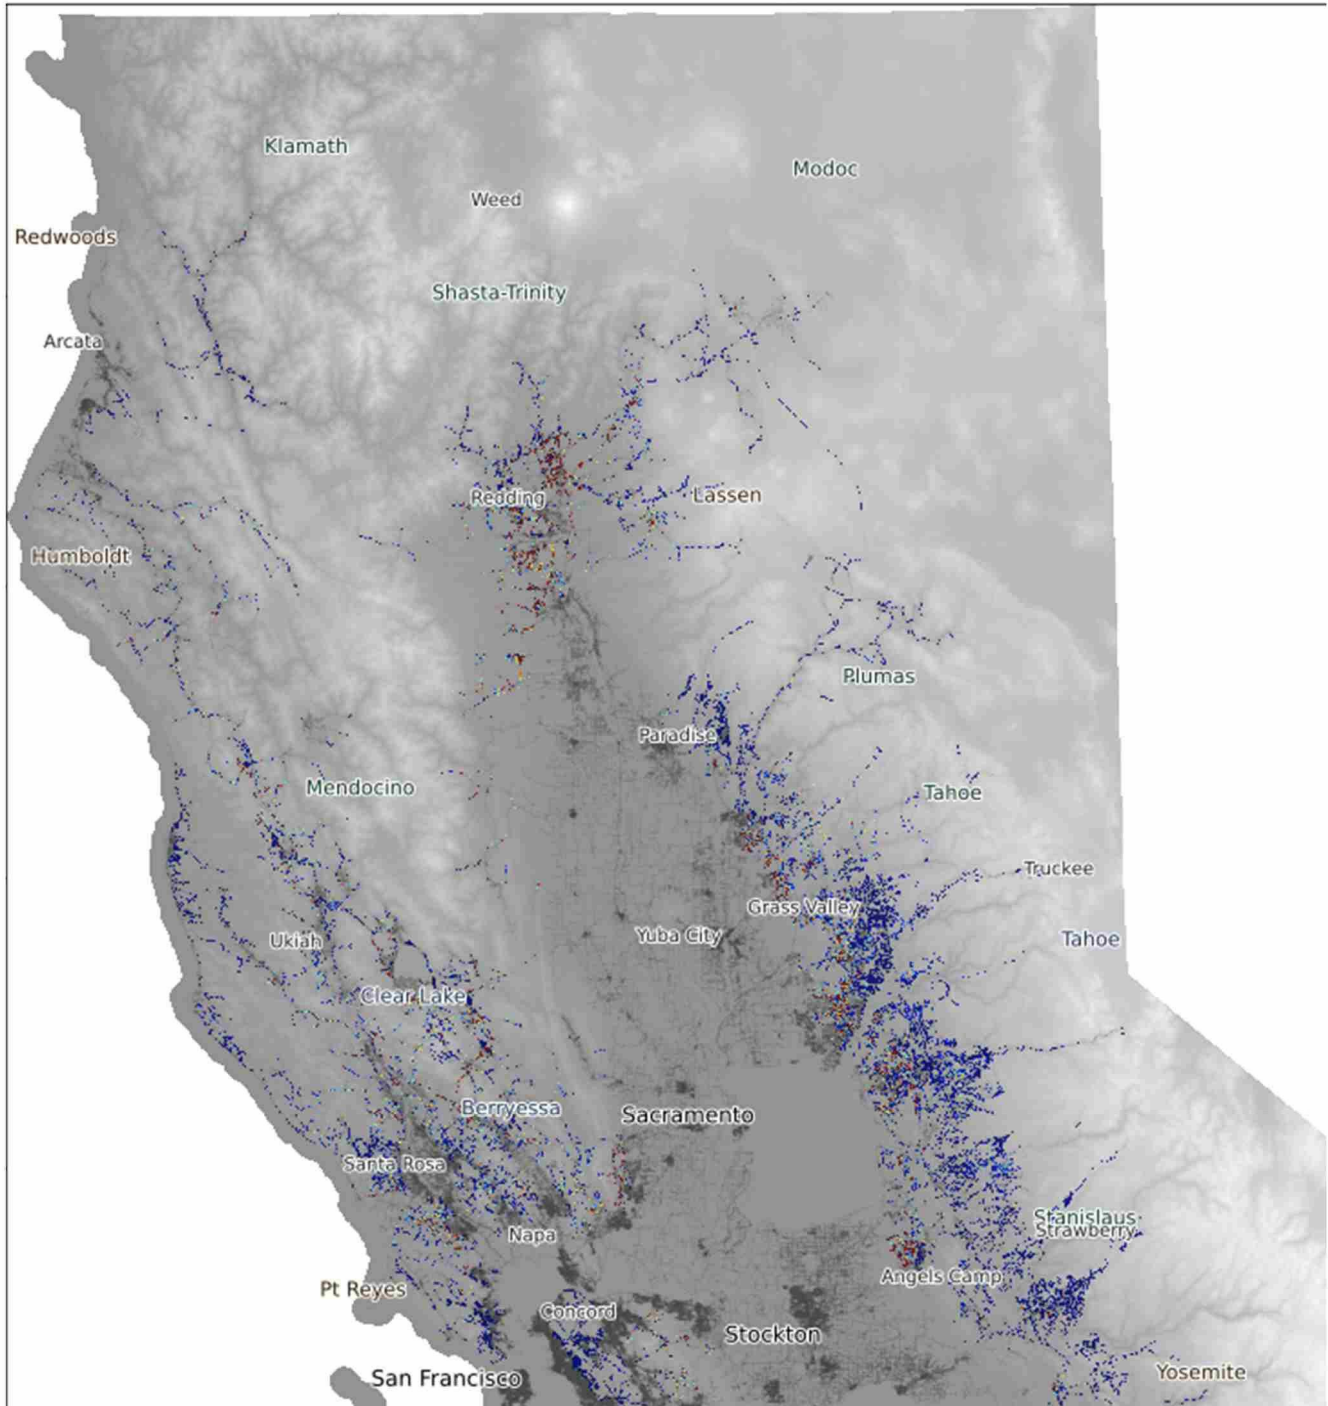 Klamath
Modoc
Weed
Redwoods
Shasta-Trinity
Arcata
Redding
Lassen
Humboldt
Plumas
Paradise
Mendocino
Tahoe
Truckee
Grass Valley
Ukiah
Yuba City
Tahoe
Clear Lake
Berryessa
Sacramento
Santa Rosa
Stanislaus
Strawberry
Napa
Angels Camp
Pt Reyes
Concord
Stockton
San Francisco
Yosemite